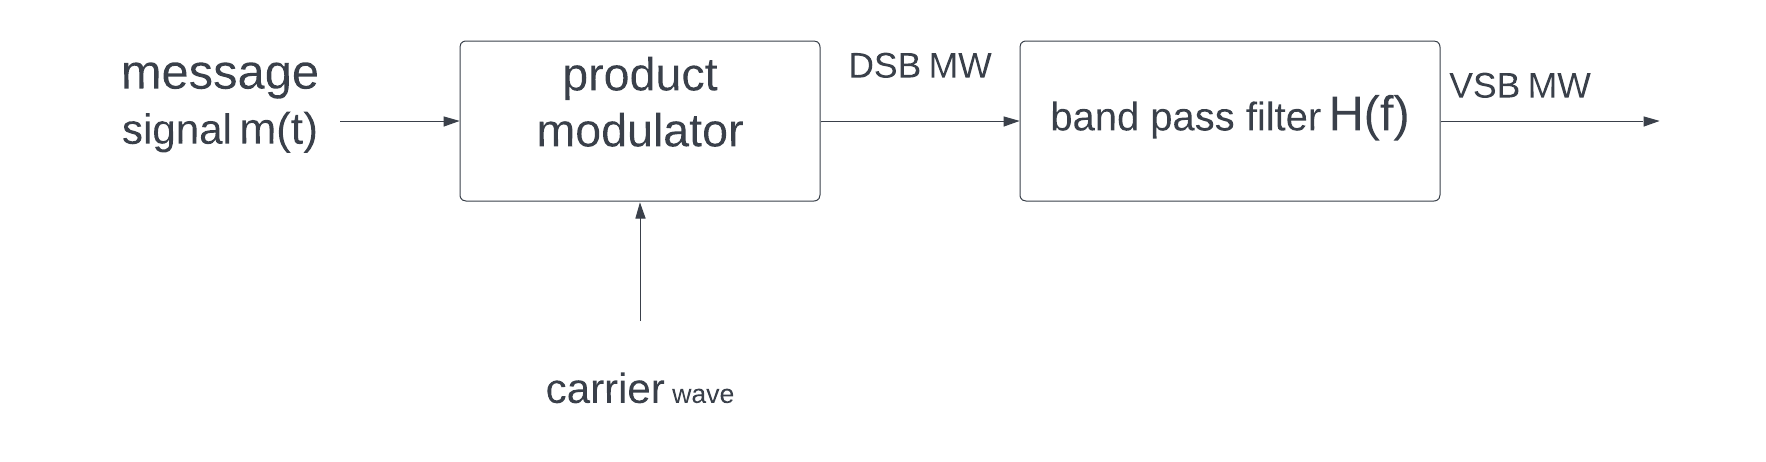 message
signal m(t)
product
modulator
DSB MW
band pass filter H(f)
VSB MW
carrier wave